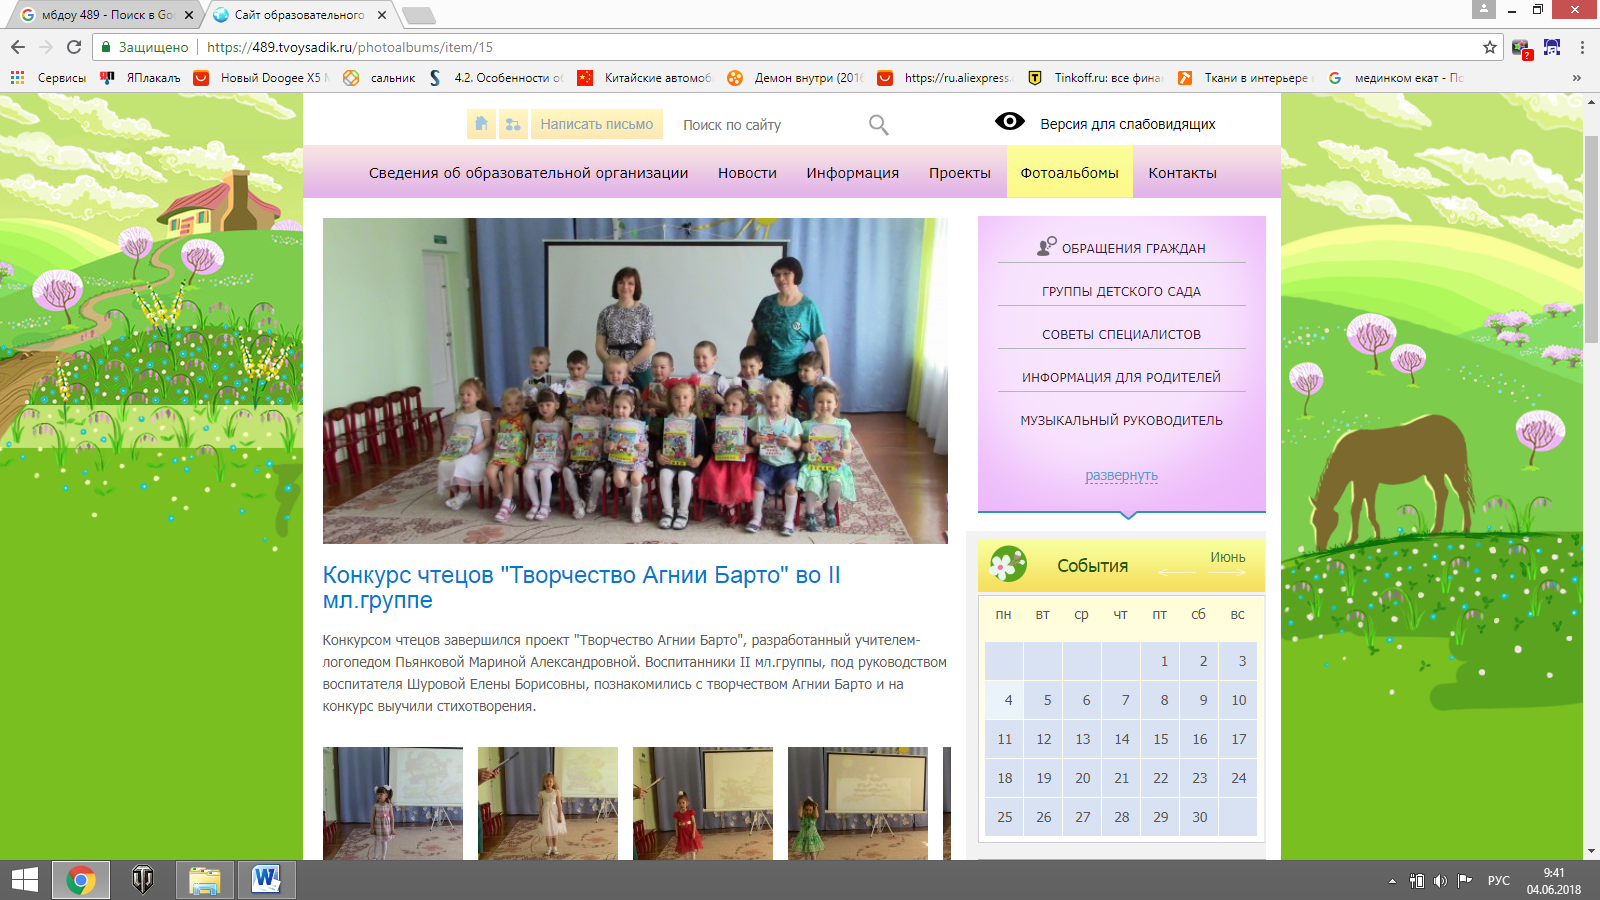 мбдоу 489 - Поиск в Goo
Сайт образовательного
Защищено
https://489.tvoysadik.ru/photoalbums/item/15
Сервисы
ЯПлакалъ
Новый Doogee X5 M
сальник
4.2. Особенности об
Китайские автомоб
Демон внутри (2016
https://ru.aliexpress.
Tinkoff.ru: все финан
Ткани в интерьере
мединком екат - По
»
Написать письмо
Поиск по сайту
Версия для слабовидящих
Сведения об образовательной организации
Новости
Информация
Проекты
Фотоальбомы
Контакты
Конкурс чтецов "Творчество Агнии Барто" во II
мл.группе
Конкурсом чтецов завершился проект "Творчество Агнии Барто", разработанный учителем-
логопедом Пьянковой Мариной Александровной. Воспитанники II мл.группы, под руководством
воспитателя Шуровой Елены Борисовны, познакомились с творчеством Агнии Барто и на
конкурс выучили стихотворения.
ОБРАЩЕНИЯ ГРАЖДАН
ГРУППЫ ДЕТСКОГО САДА
СОВЕТЫ СПЕЦИАЛИСТОВ
ИНФОРМАЦИЯ ДЛЯ РОДИТЕЛЕЙ
МУЗЫКАЛЬНЫЙ РУКОВОДИТЕЛЬ
развернуть
События
Июнь
пн вт ср чт пт сб вс
1 2 3
4 5 6 7 8 9 10
11 12 13 14 15 16 17
18 19 20 21 22 23 24
25 26 27 28 29 30
РУС
9:41
04.06.2018